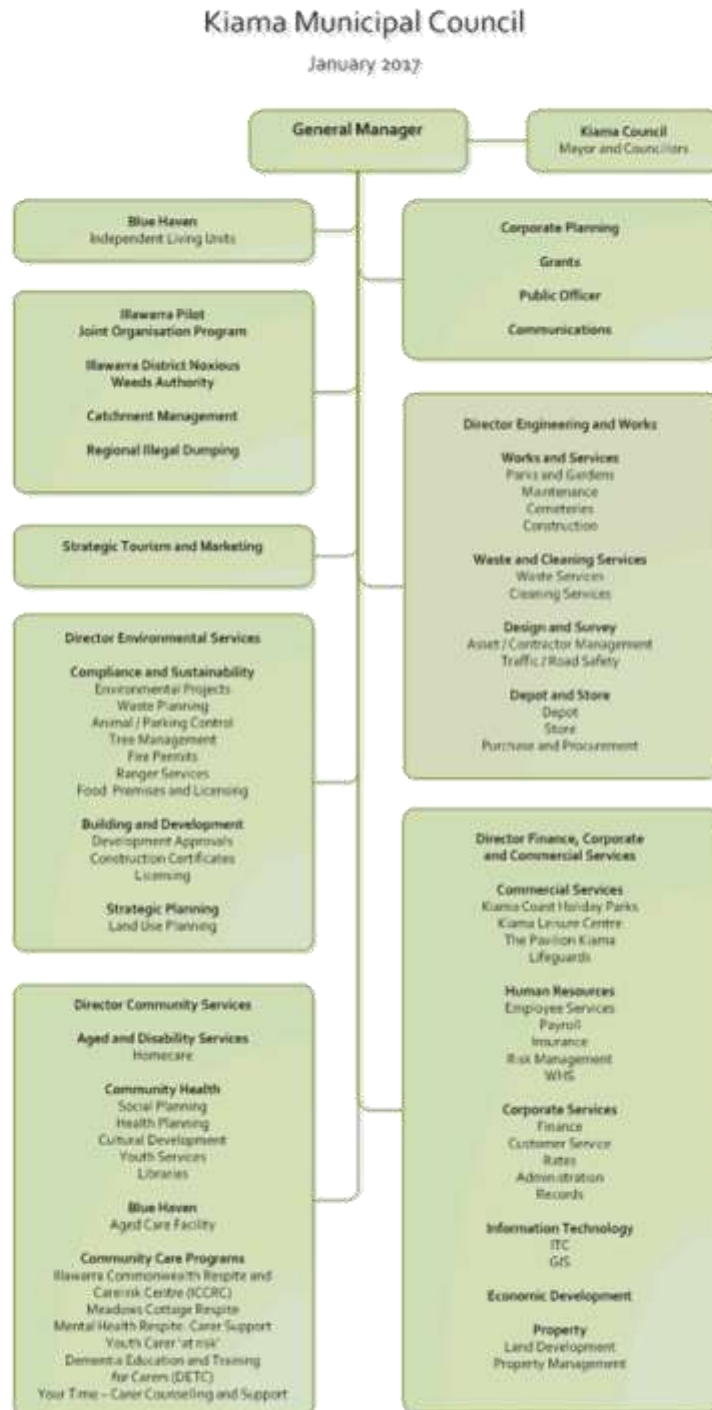 Kiama Municipal Council
January 2017
General Manager
Kiama Council
Mayor and Councillors
Blue Haven
Independent Living Units
Corporate Planning
Grants
Public Officer
Communications
Illawarra Pilot
Joint Organisation Program
Illawarra District Noxious
Weeds Authority
Catchment Management
Regional Illegal Dumping
Director Engineering and Works
Works and Services
Parks and Gardens
Maintenance
Cemeteries
Construction
Waste and Cleaning Services
Waste Services
Cleaning Services
Design and Survey
Asset / Contractor Management
Traffic / Road Safety
Depot and Store
Depot
Store
Purchase and Procurement
Strategic Tourism and Marketing
Director Environmental Services
Compliance and Sustainability
Environmental Projects
Waste Planning
Animal / Parking Control
Tree Management
Fire Permits
Ranger Services
Food Premises and Licensing
Building and Development
Development Approvals
Construction Certificates
Licensing
Strategic Planning
Land Use Planning
Director Finance, Corporate
and Commercial Services
Commercial Services
Kiama Coast Holiday Parks
Kiama Leisure Centre
The Pavilion Kiama
Lifeguards
Human Resources
Employee Services
Payroll
Insurance
Risk Management
WHS
Corporate Services
Finance
Customer Service
Rates
Administration
Records
Information Technology
ITC
GIS
Economic Development
Property
Land Development
Property Management
Director Community Services
Aged and Disability Services
Homecare
Community Health
Social Planning
Health Planning
Cultural Development
Youth Services
Libraries
Blue Haven
Aged Care Facility
Community Care Programs
Illawarra Commonwealth Respite and
Centre (ICCRC)
Meadows Cottage Respite
Mental Health Respite- Carer Support
Youth Carer 'at risk'
Dementia Education and Training
for Carers (DETC)
Your Time – Carer Counselling and Support